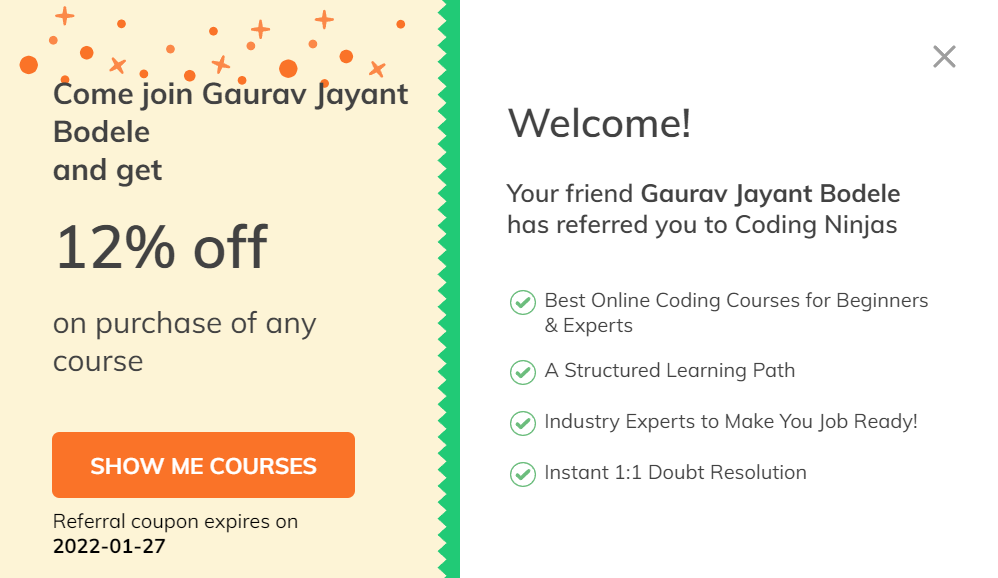 Come join Gaurav Jayant
Bodele
and get
12% off
on purchase of any
course
SHOW ME COURSES
Referral coupon expires on
2022-01-27
Welcome!
Your friend Gaurav Jayant Bodele
has referred you to Coding Ninjas
Best Online Coding Courses for Beginners
& Experts
A Structured Learning Path
Industry Experts to Make You Job Ready!
Instant 1:1 Doubt Resolution